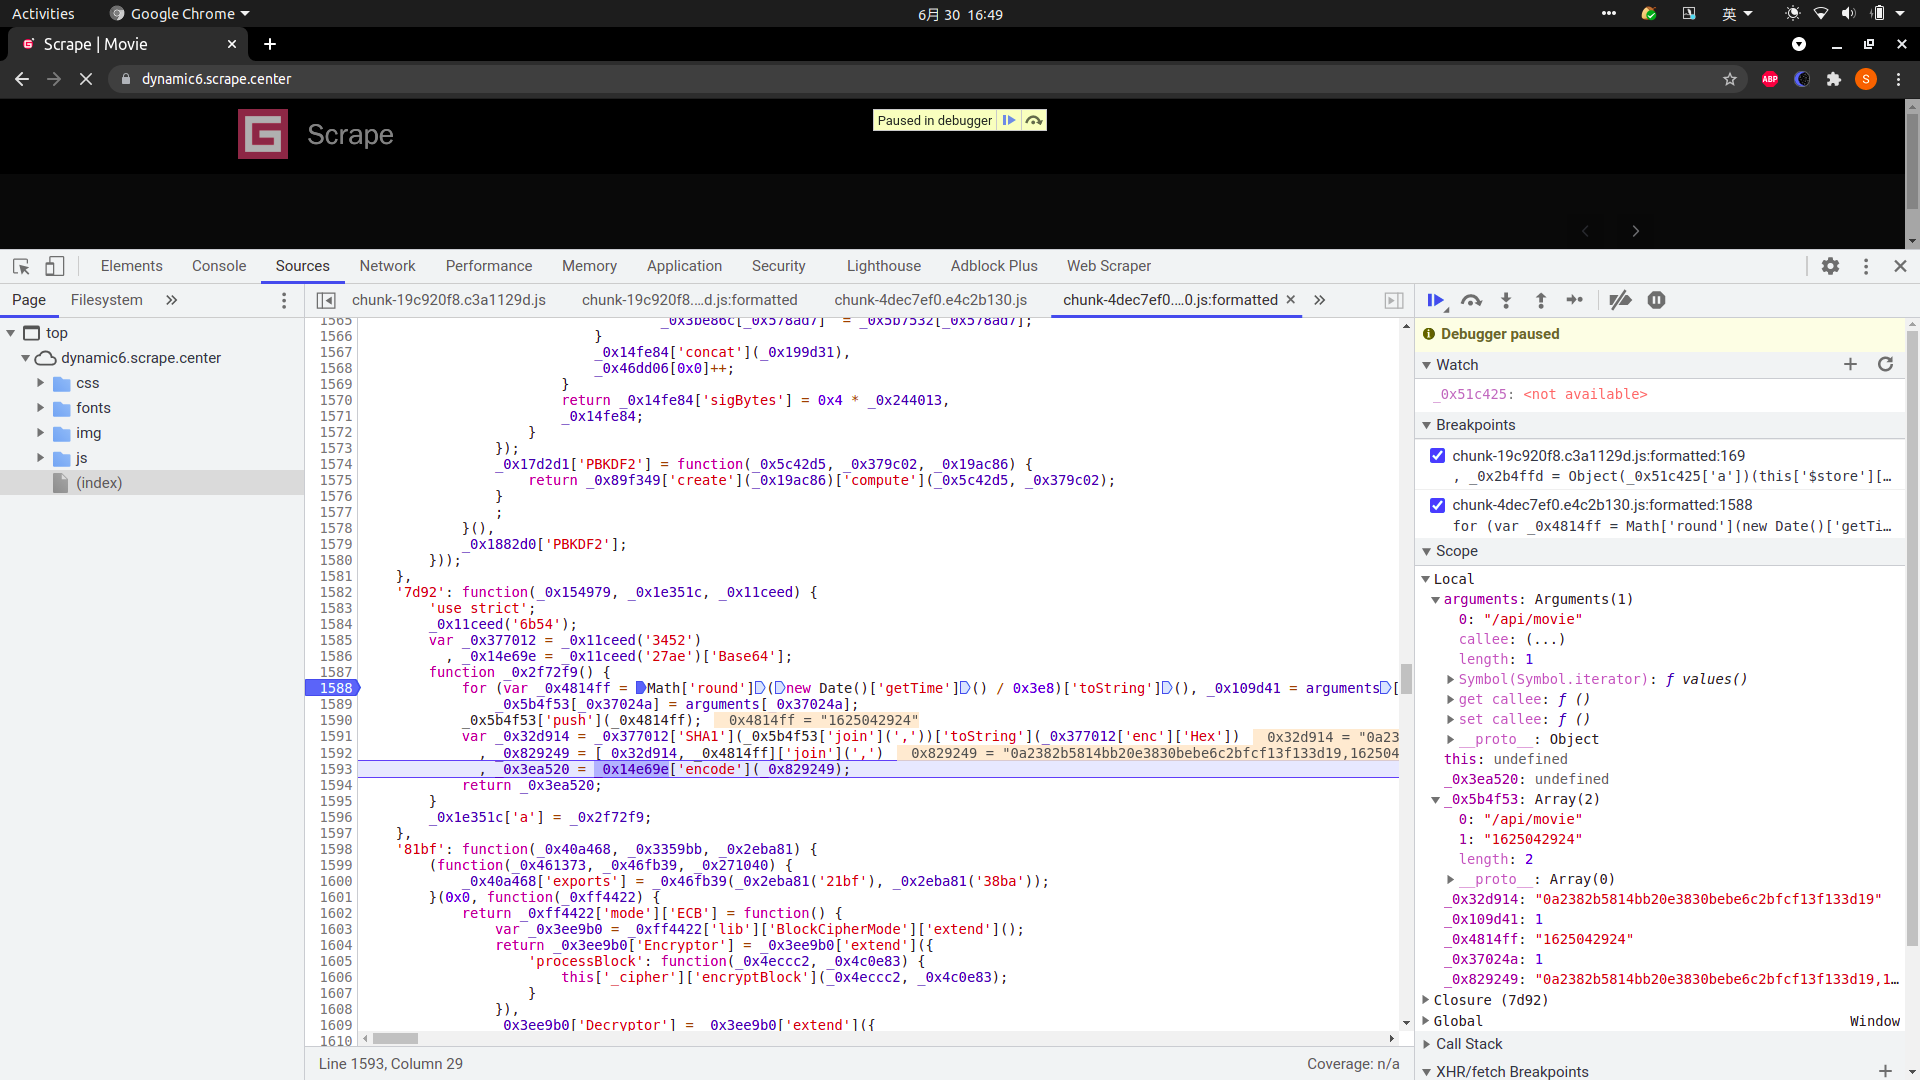 Activities
Google Chrome
6月 30 16:49
英
Scrape | Movie
dynamic6.scrape.center
ABP
S
Scrape
Paused in debugger
Elements
Console
Sources
Network
Performance
Memory
Application
Security
Lighthouse
Adblock Plus
Web Scraper
Page
Filesystem
chunk-19c920f8.c3a1129d.js
chunk-19c920f8....d.js:formatted
chunk-4dec7ef0.e4c2b130.js
chunk-4dec7ef0....0.js:formatted
top
dynamic6.scrape.center
css
fonts
img
js
(index)
1565 _0x3be86c[_0x578ad7] ^= _0x5b7532[_0x578ad7];
1566 }
1567 _0x14fe84['concat'](_0x199d31),
1568 _0x46dd06[0x0]++;
1569 }
1570 return _0x14fe84['sigBytes'] = 0x4 * _0x244013,
1571 _0x14fe84;
1572 }
1573 });
1574 _0x17d2d1['PBKDF2'] = function(_0x5c42d5, _0x379c02, _0x19ac86) {
1575 return _0x89f349['create'](_0x19ac86)['compute'](_0x5c42d5, _0x379c02);
1576 }
1577 ;
1578 }(),
1579 _0x1882d0['PBKDF2'];
1580 }));
1581 },
1582 '7d92': function(_0x154979, _0x1e351c, _0x11ceed) {
1583 'use strict';
1584 _0x11ceed('6b54');
1585 var _0x377012 = _0x11ceed('3452')
1586 , _0x14e69e = _0x11ceed('27ae')['Base64'];
1587 function _0x2f72f9() {
1588 for (var _0x4814ff = Math['round'](new Date()['getTime']() / 0x3e8)['toString'](), _0x109d41 = arguments[
1589 _0x5b4f53[_0x37024a] = arguments[_0x37024a];
1590 _0x5b4f53['push'](_0x4814ff); _0x4814ff = "1625042924"
1591 var _0x32d914 = _0x377012['SHA1'](_0x5b4f53['join'](','))['toString'](_0x377012['enc']['Hex']) _0x32d914 = "0a23
1592 , _0x829249 = [_0x32d914, _0x4814ff]['join'](',') _0x829249 = "0a2382b5814bb20e3830bebe6c2bfcf13f133d19,162504
1593 , _0x3ea520 = _0x14e69e['encode'](_0x829249);
1594 return _0x3ea520;
1595 }
1596 _0x1e351c['a'] = _0x2f72f9;
1597 },
1598 '81bf': function(_0x40a468, _0x3359bb, _0x2eba81) {
1599 (function(_0x461373, _0x46fb39, _0x271040) {
1600 _0x40a468['exports'] = _0x46fb39(_0x2eba81('21bf'), _0x2eba81('38ba'));
1601 }(0x0, function(_0xff4422) {
1602 return _0xff4422['mode']['ECB'] = function() {
1603 var _0x3ee9b0 = _0xff4422['lib']['BlockCipherMode']['extend']();
1604 return _0x3ee9b0['Encryptor'] = _0x3ee9b0['extend']({
1605 'processBlock': function(_0x4eccc2, _0x4c0e83) {
1606 this['_cipher']['encryptBlock'](_0x4eccc2, _0x4c0e83);
1607 }
1608 }),
1609 _0x3ee9b0['Decryptor'] = _0x3ee9b0['extend']({
1610
Line 1593, Column 29
Coverage: n/a
Debugger paused
Watch
_0x51c425: <not available>
Breakpoints
chunk-19c920f8.c3a1129d.js:formatted:169
, _0x2b4ffd = Object(_0x51c425['a'])(this['$store'][…
chunk-4dec7ef0.e4c2b130.js:formatted:1588
for (var _0x4814ff = Math['round'](new Date()['getTi…
Scope
Local
arguments: Arguments(1)
0: "/api/movie"
callee: (...)
length: 1
Symbol(Symbol.iterator): ƒ values()
get callee: ƒ ()
set callee: ƒ ()
__proto__: Object
this: undefined
_0x3ea520: undefined
_0x5b4f53: Array(2)
0: "/api/movie"
1: "1625042924"
length: 2
__proto__: Array(0)
_0x32d914: "0a2382b5814bb20e3830bebe6c2bfcf13f133d19"
_0x109d41: 1
_0x4814ff: "1625042924"
_0x37024a: 1
_0x829249: "0a2382b5814bb20e3830bebe6c2bfcf13f133d19,1…
Closure (7d92)
Global
Window
Call Stack
XHR/fetch Breakpoints